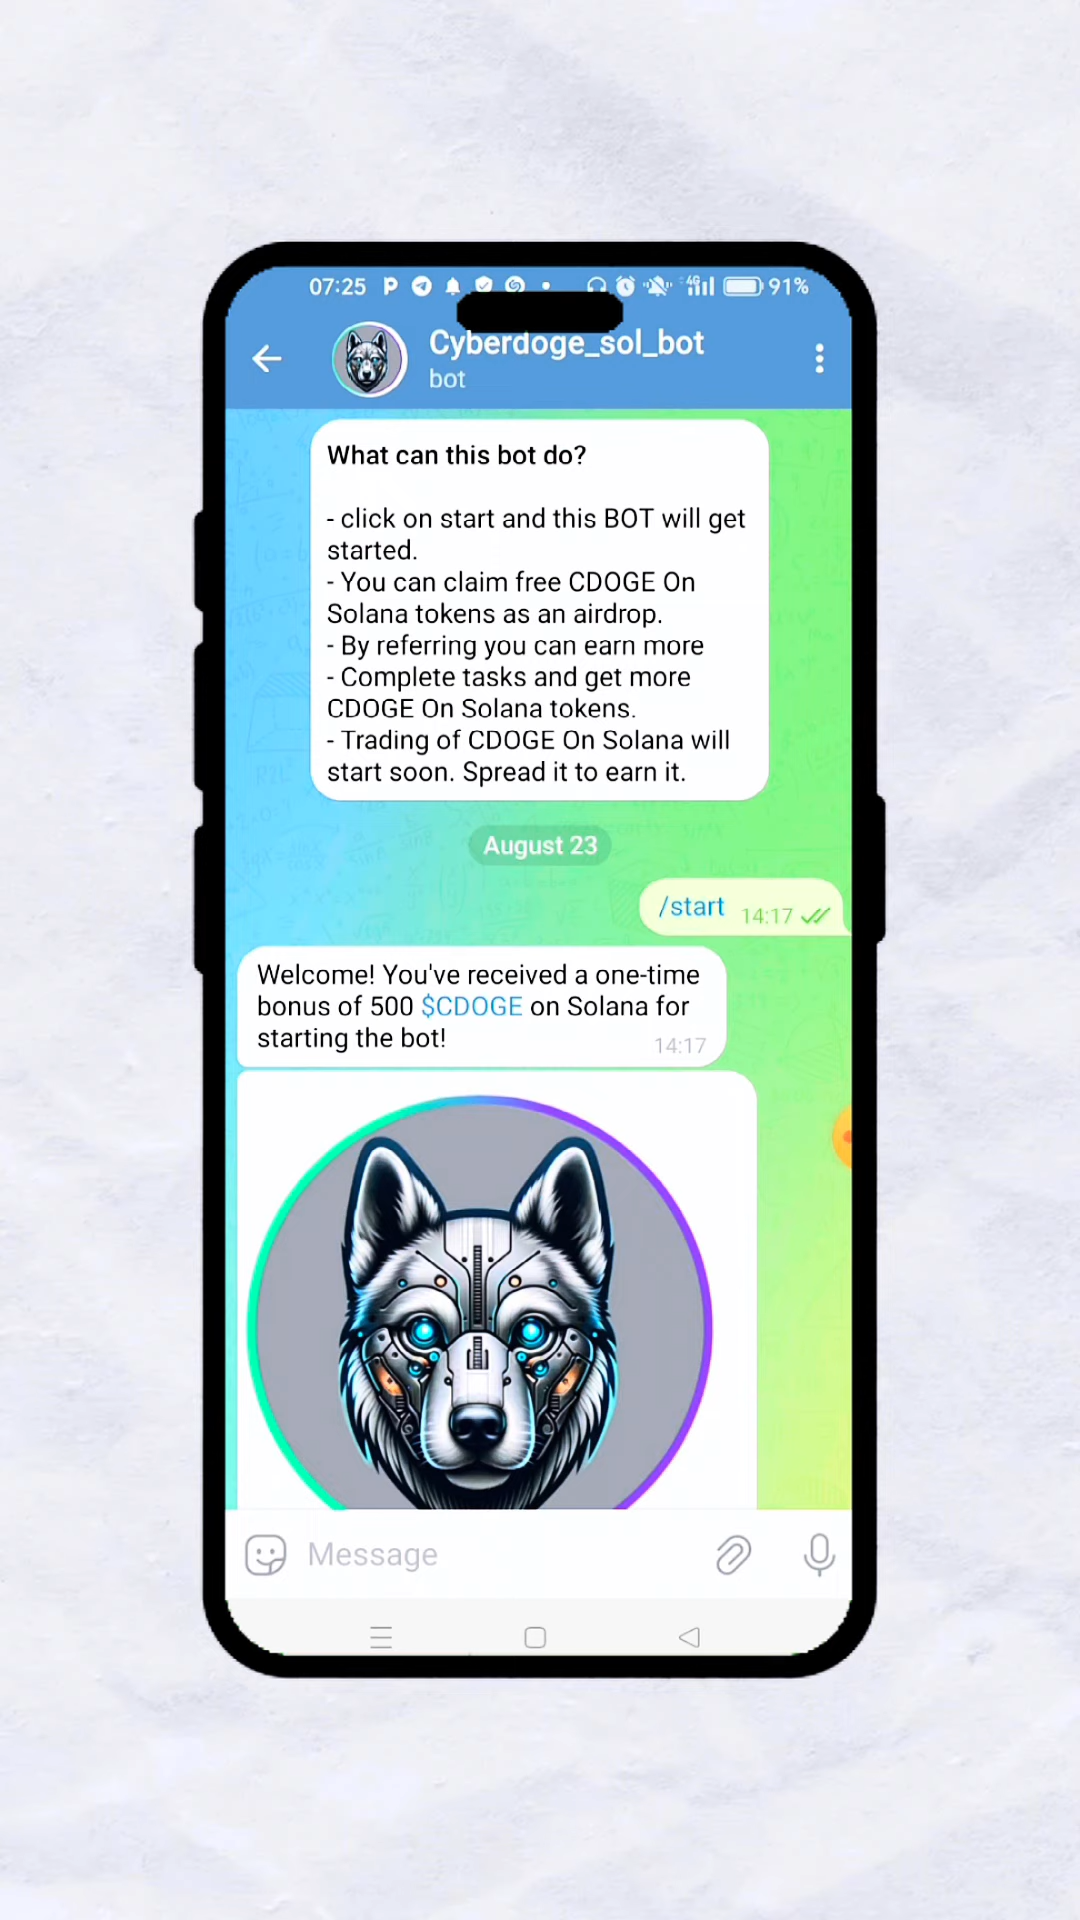 07:25
4G
91%
Cyberdoge_sol_bot
bot
What can this bot do?
- click on start and this BOT will get
started.
- You can claim free CDOGE On
Solana tokens as an airdrop.
- By referring you can earn more
- Complete tasks and get more
CDOGE On Solana tokens.
- Trading of CDOGE On Solana will
start soon. Spread it to earn it.
August 23
/start 14:17
Welcome! You've received a one-time
bonus of 500 $CDOGE on Solana for
starting the bot!
14:17
Message